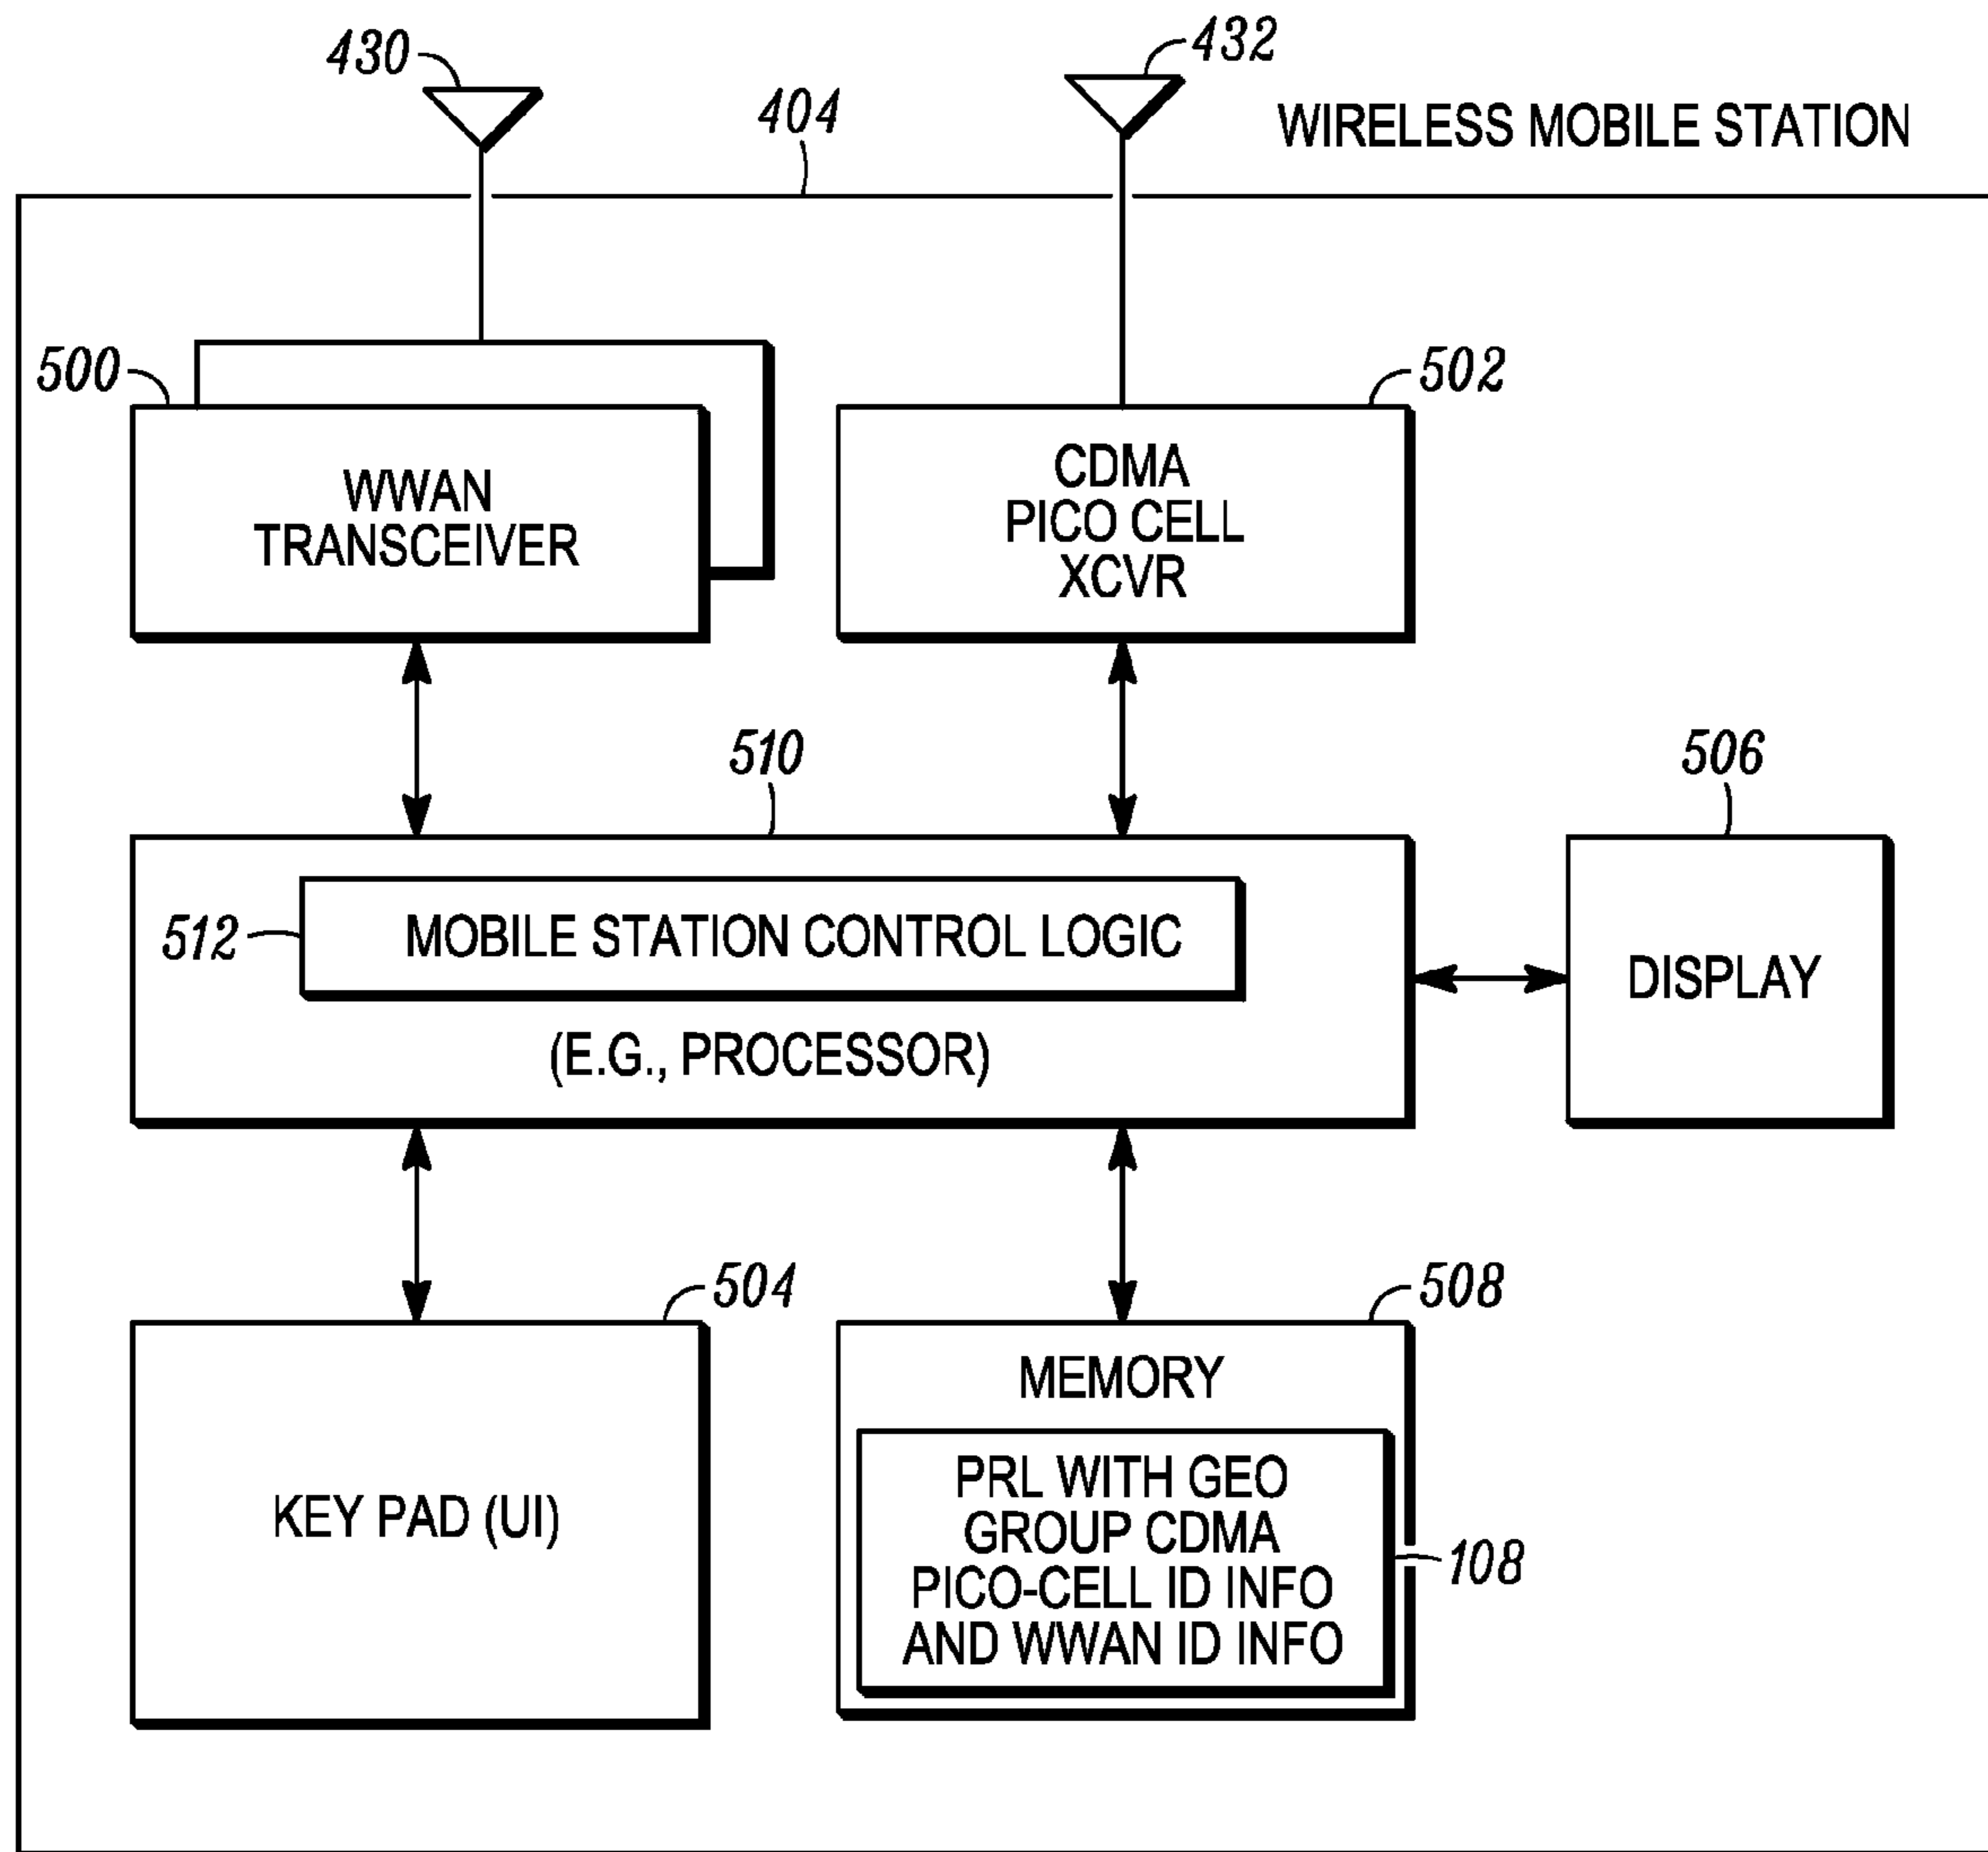 430
432
404
WIRELESS MOBILE STATION
500
502
WWAN
TRANSCEIVER
CDMA
PICO CELL
XCVR
510
506
512
MOBILE STATION CONTROL LOGIC
(E.G., PROCESSOR)
DISPLAY
504
508
KEY PAD (UI)
MEMORY
PRL WITH GEO
GROUP CDMA
PICO-CELL ID INFO
AND WWAN ID INFO
108